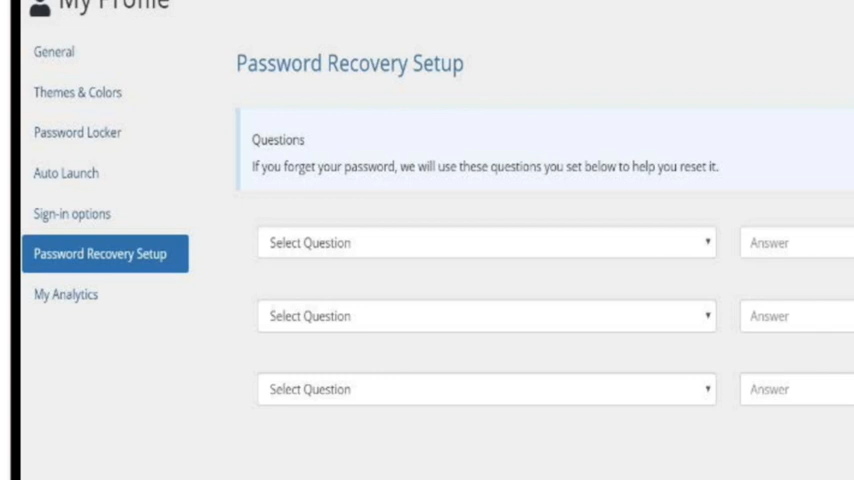 My Profile
General
Themes & Colors
Password Locker
Auto Launch
Sign-in options
Password Recovery Setup
My Analytics
Password Recovery Setup
Questions
If you forget your password, we will use these questions you set below to help you reset it.
Select Question
Answer
Select Question
Answer
Select Question
Answer